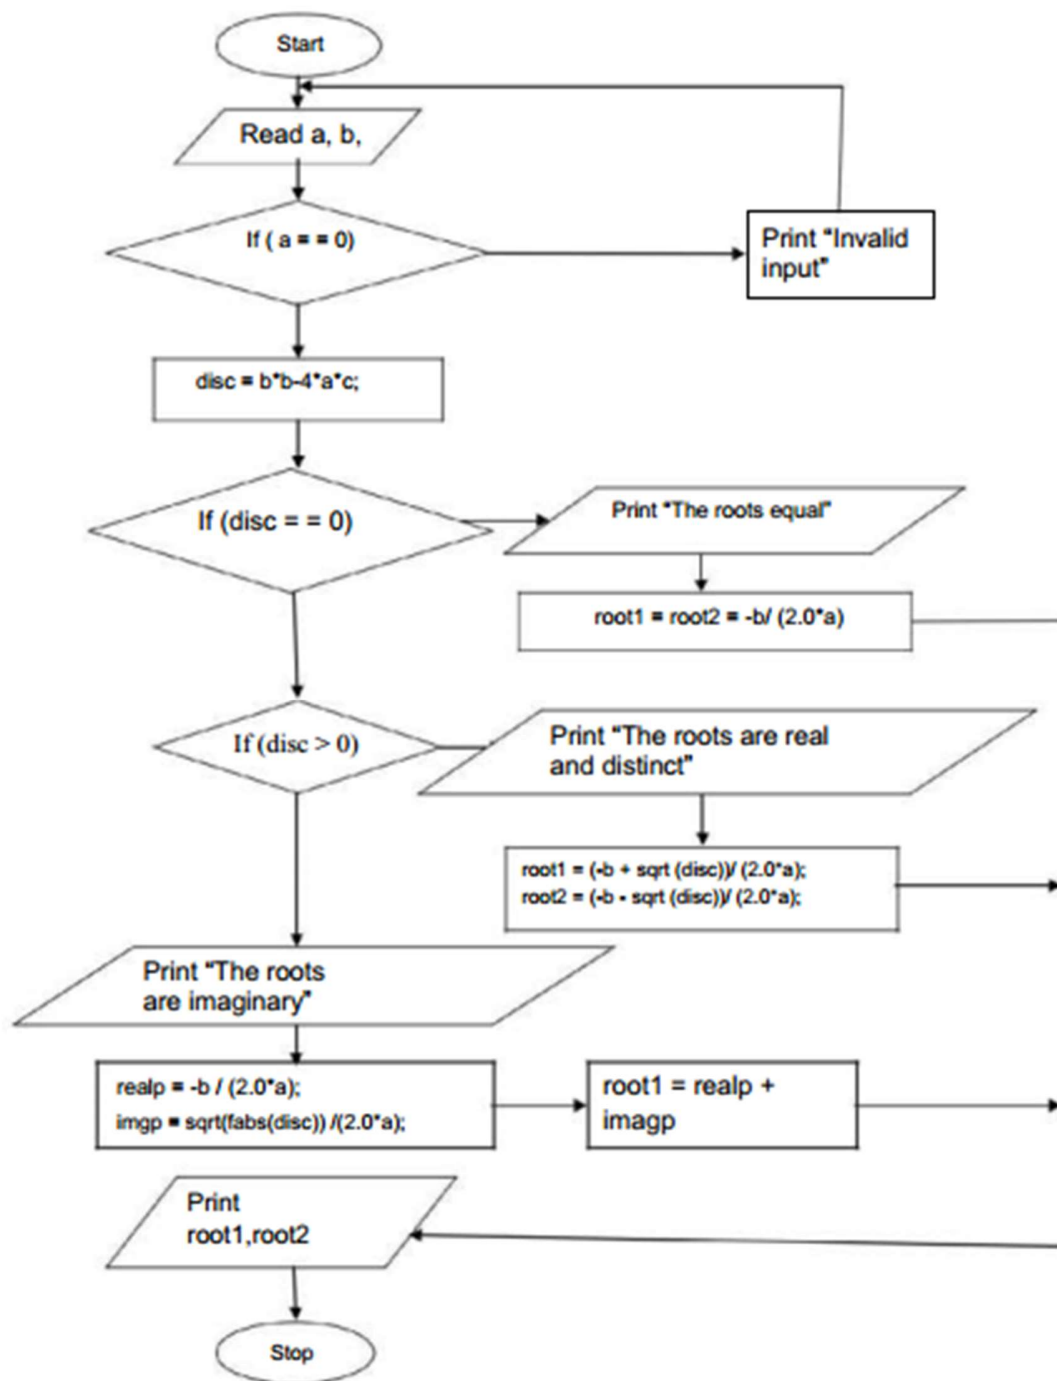 Start
Read a, b,
If ( a = = 0)
Print “Invalid
input”
disc = b*b-4*a*c;
If (disc = = 0)
Print “The roots equal”
root1 = root2 = -b/ (2.0*a)
If (disc > 0)
Print “The roots are real
and distinct”
root1 = (-b + sqrt (disc))/ (2.0*a);
root2 = (-b - sqrt (disc))/ (2.0*a);
Print “The roots
are imaginary”
realp = -b / (2.0*a);
imgp = sqrt(fabs(disc)) /(2.0*a);
root1 = realp +
imagp
Print
root1,root2
Stop